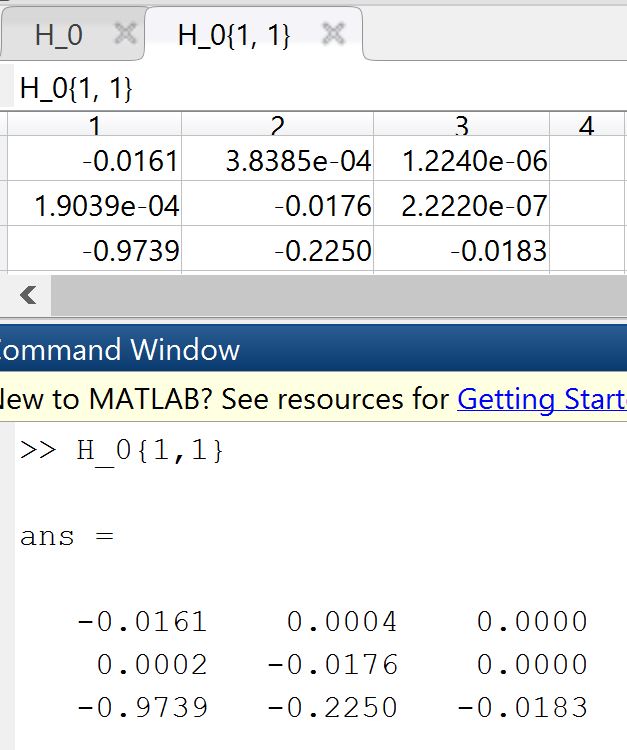 H_0 H_0{1, 1}
H_0{1, 1}
1 2 3 4
-0.0161 3.8385e-04 1.2240e-06
1.9039e-04 -0.0176 2.2220e-07
-0.9739 -0.2250 -0.0183
ommand Window
ew to MATLAB? See resources for Getting Start
>> H_0{1,1}
ans =
-0.0161 0.0004 0.0000
0.0002 -0.0176 0.0000
-0.9739 -0.2250 -0.0183